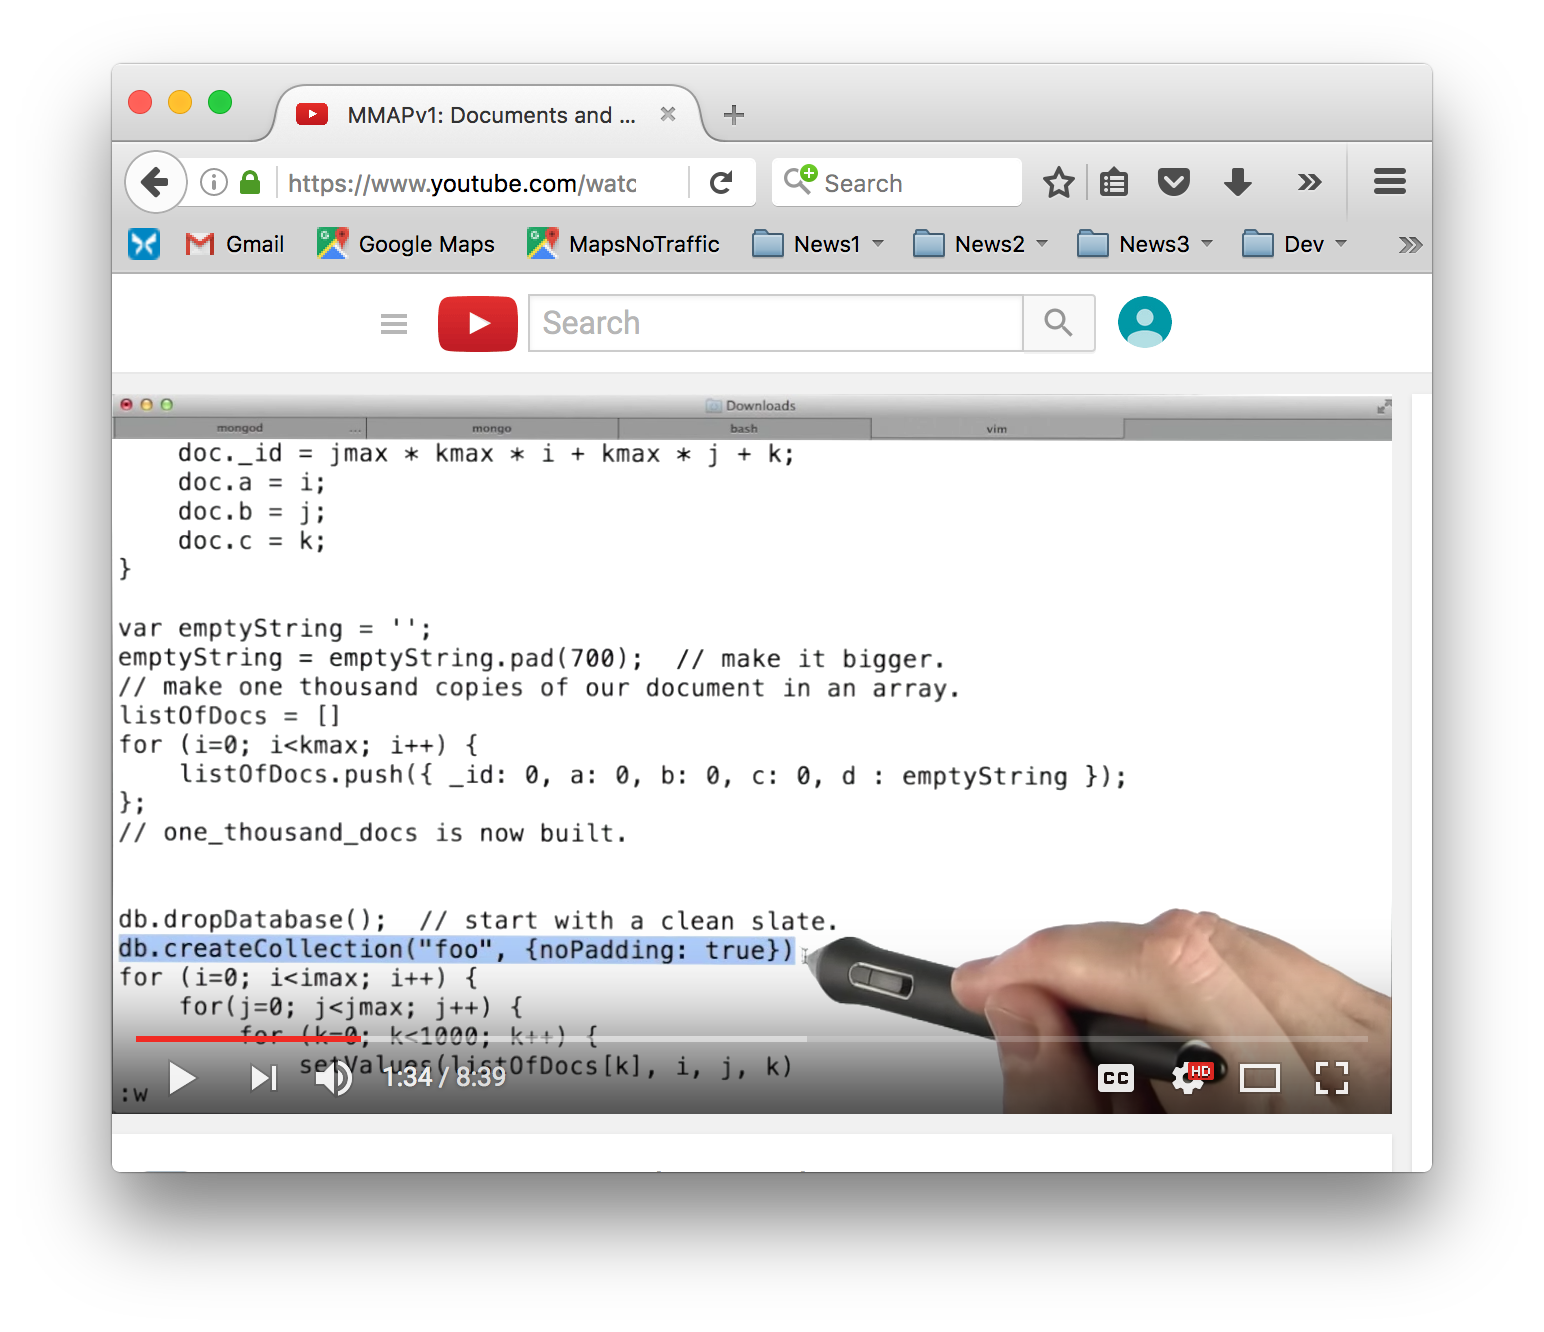 MMAPv1: Documents and ...
https://www.youtube.com/watc
Search
Gmail
Google Maps
MapsNoTraffic
News1
News2
News3
Dev
Search
Downloads
mongod ...
mongo
bash
vim
doc._id = jmax * kmax * i + kmax * j + k;
doc.a = i;
doc.b = j;
doc.c = k;
}
var emptyString = '';
emptyString = emptyString.pad(700);  // make it bigger.
// make one thousand copies of our document in an array.
listOfDocs = []
for (i=0; i<kmax; i++) {
listOfDocs.push({ _id: 0, a: 0, b: 0, c: 0, d : emptyString });
};
// one_thousand_docs is now built.
db.dropDatabase();  // start with a clean slate.
db.createCollection("foo", {noPadding: true})
for (i=0; i<imax; i++) {
for(j=0; j<jmax; j++) {
for (k=0; k<1000; k++) {
setValues(listOfDocs[k], i, j, k)
:w
1:34 / 8:39
CC
HD